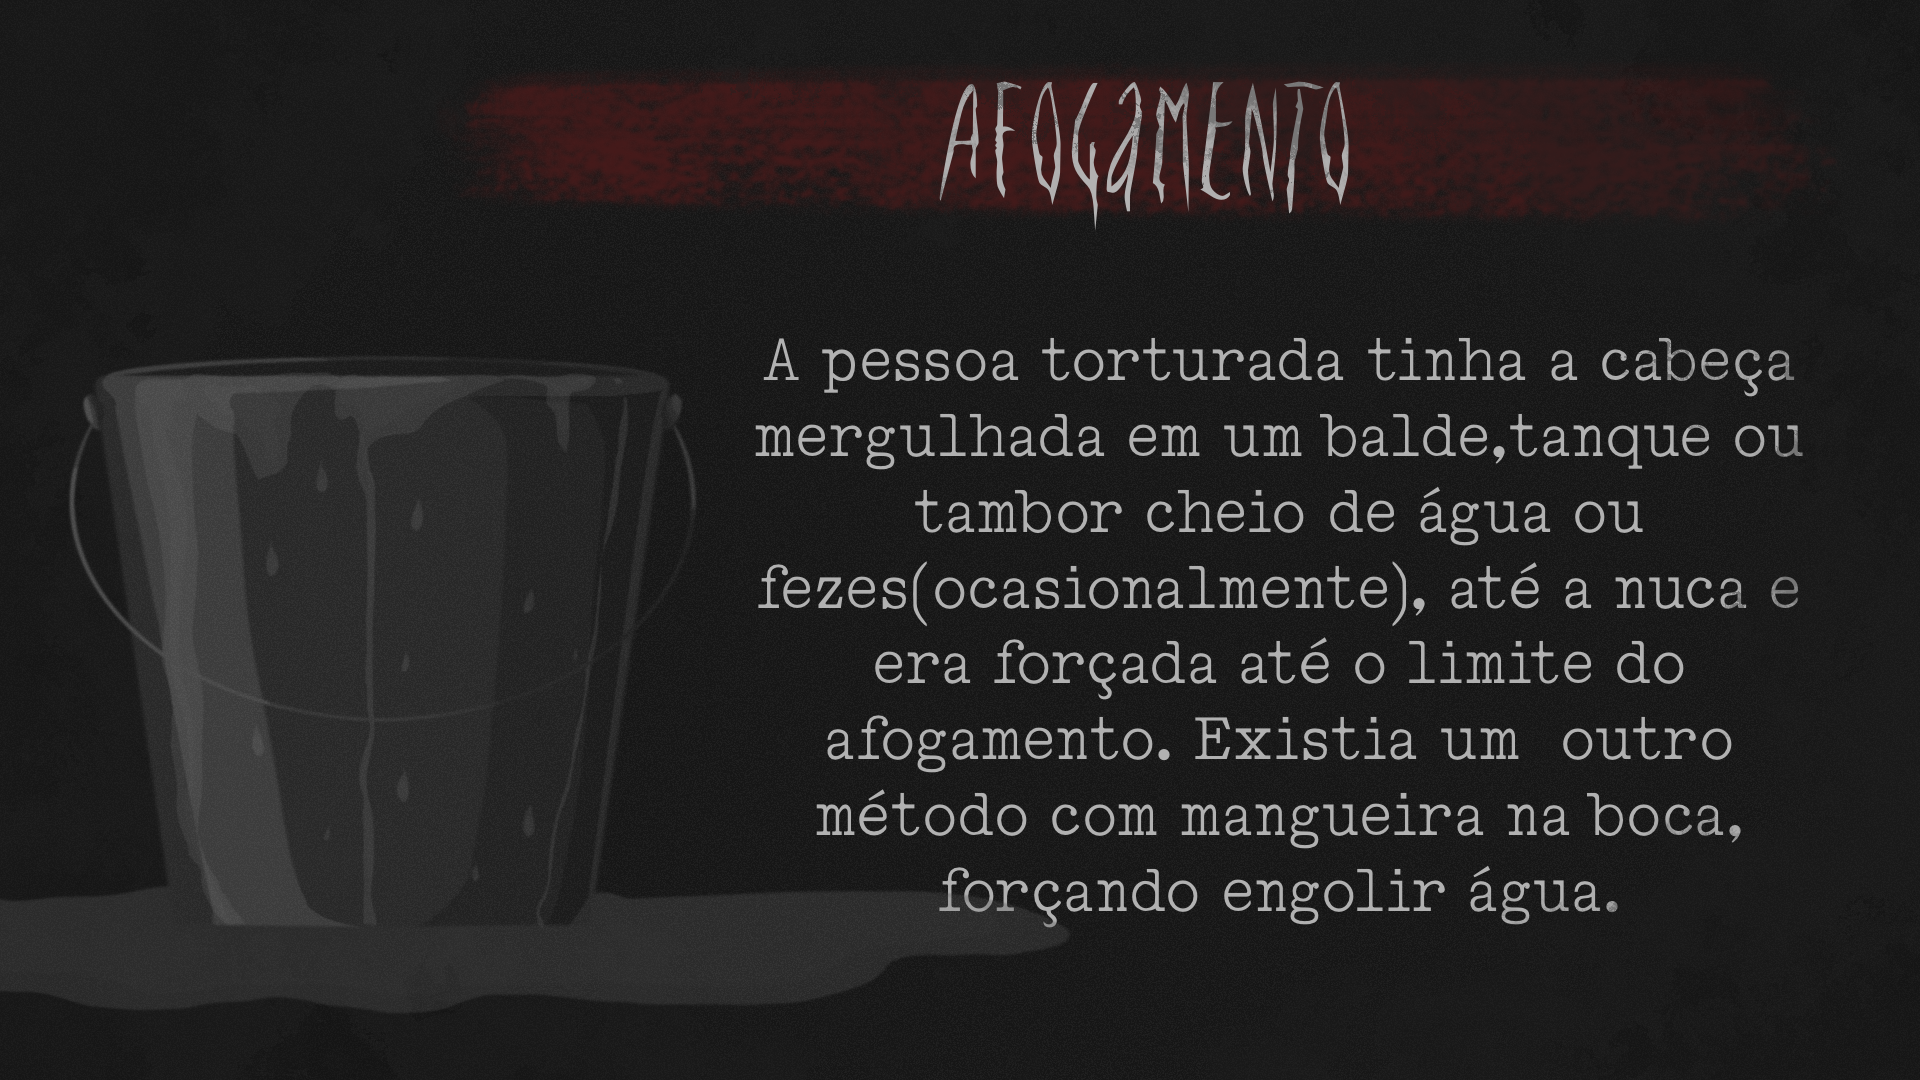 AFOGAMENTO
A pessoa torturada tinha a cabeça
mergulhada em um balde,tanque ou
tambor cheio de água ou
fezes(ocasionalmente), até a nuca e
era forçada até o limite do
afogamento. Existia um  outro
método com mangueira na boca,
forçando engolir água.